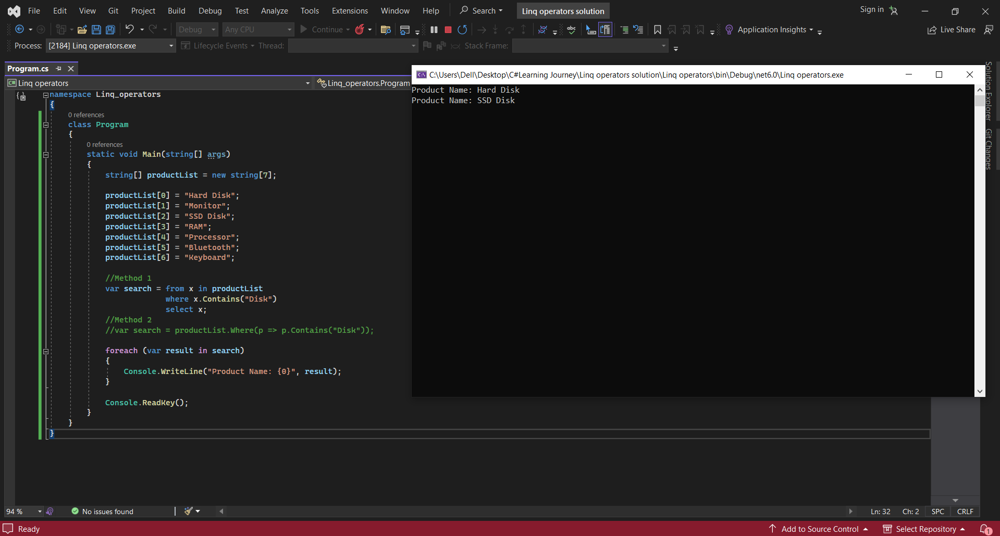 File Edit View Git Project Build Debug Test Analyze Tools Extensions Window Help Search Linq operators solution Sign in
Debug Any CPU Continue abc Application Insights Live Share
Process: [2184] Linq operators.exe Lifecycle Events Thread: Stack Frame:
Program.cs
C# Linq operators Linq_operators.Program
namespace Linq_operators
{
0 references
class Program
{
0 references
static void Main(string[] args)
{
string[] productList = new string[7];
productList[0] = "Hard Disk";
productList[1] = "Monitor";
productList[2] = "SSD Disk";
productList[3] = "RAM";
productList[4] = "Processor";
productList[5] = "Bluetooth";
productList[6] = "Keyboard";
//Method 1
var search = from x in productList
where x.Contains("Disk")
select x;
//Method 2
//var search = productList.Where(p => p.Contains("Disk"));
foreach (var result in search)
{
Console.WriteLine("Product Name: {0}", result);
}
Console.ReadKey();
}
}
}
C:\Users\Dell\Desktop\C#Learning Journey\Linq operators solution\Linq operators\bin\Debug\net6.0\Linq operators.exe
Product Name: Hard Disk
Product Name: SSD Disk
Solution Explorer
Git Changes
94 % No issues found Ln: 32 Ch: 2 SPC CRLF
Ready Add to Source Control Select Repository 1